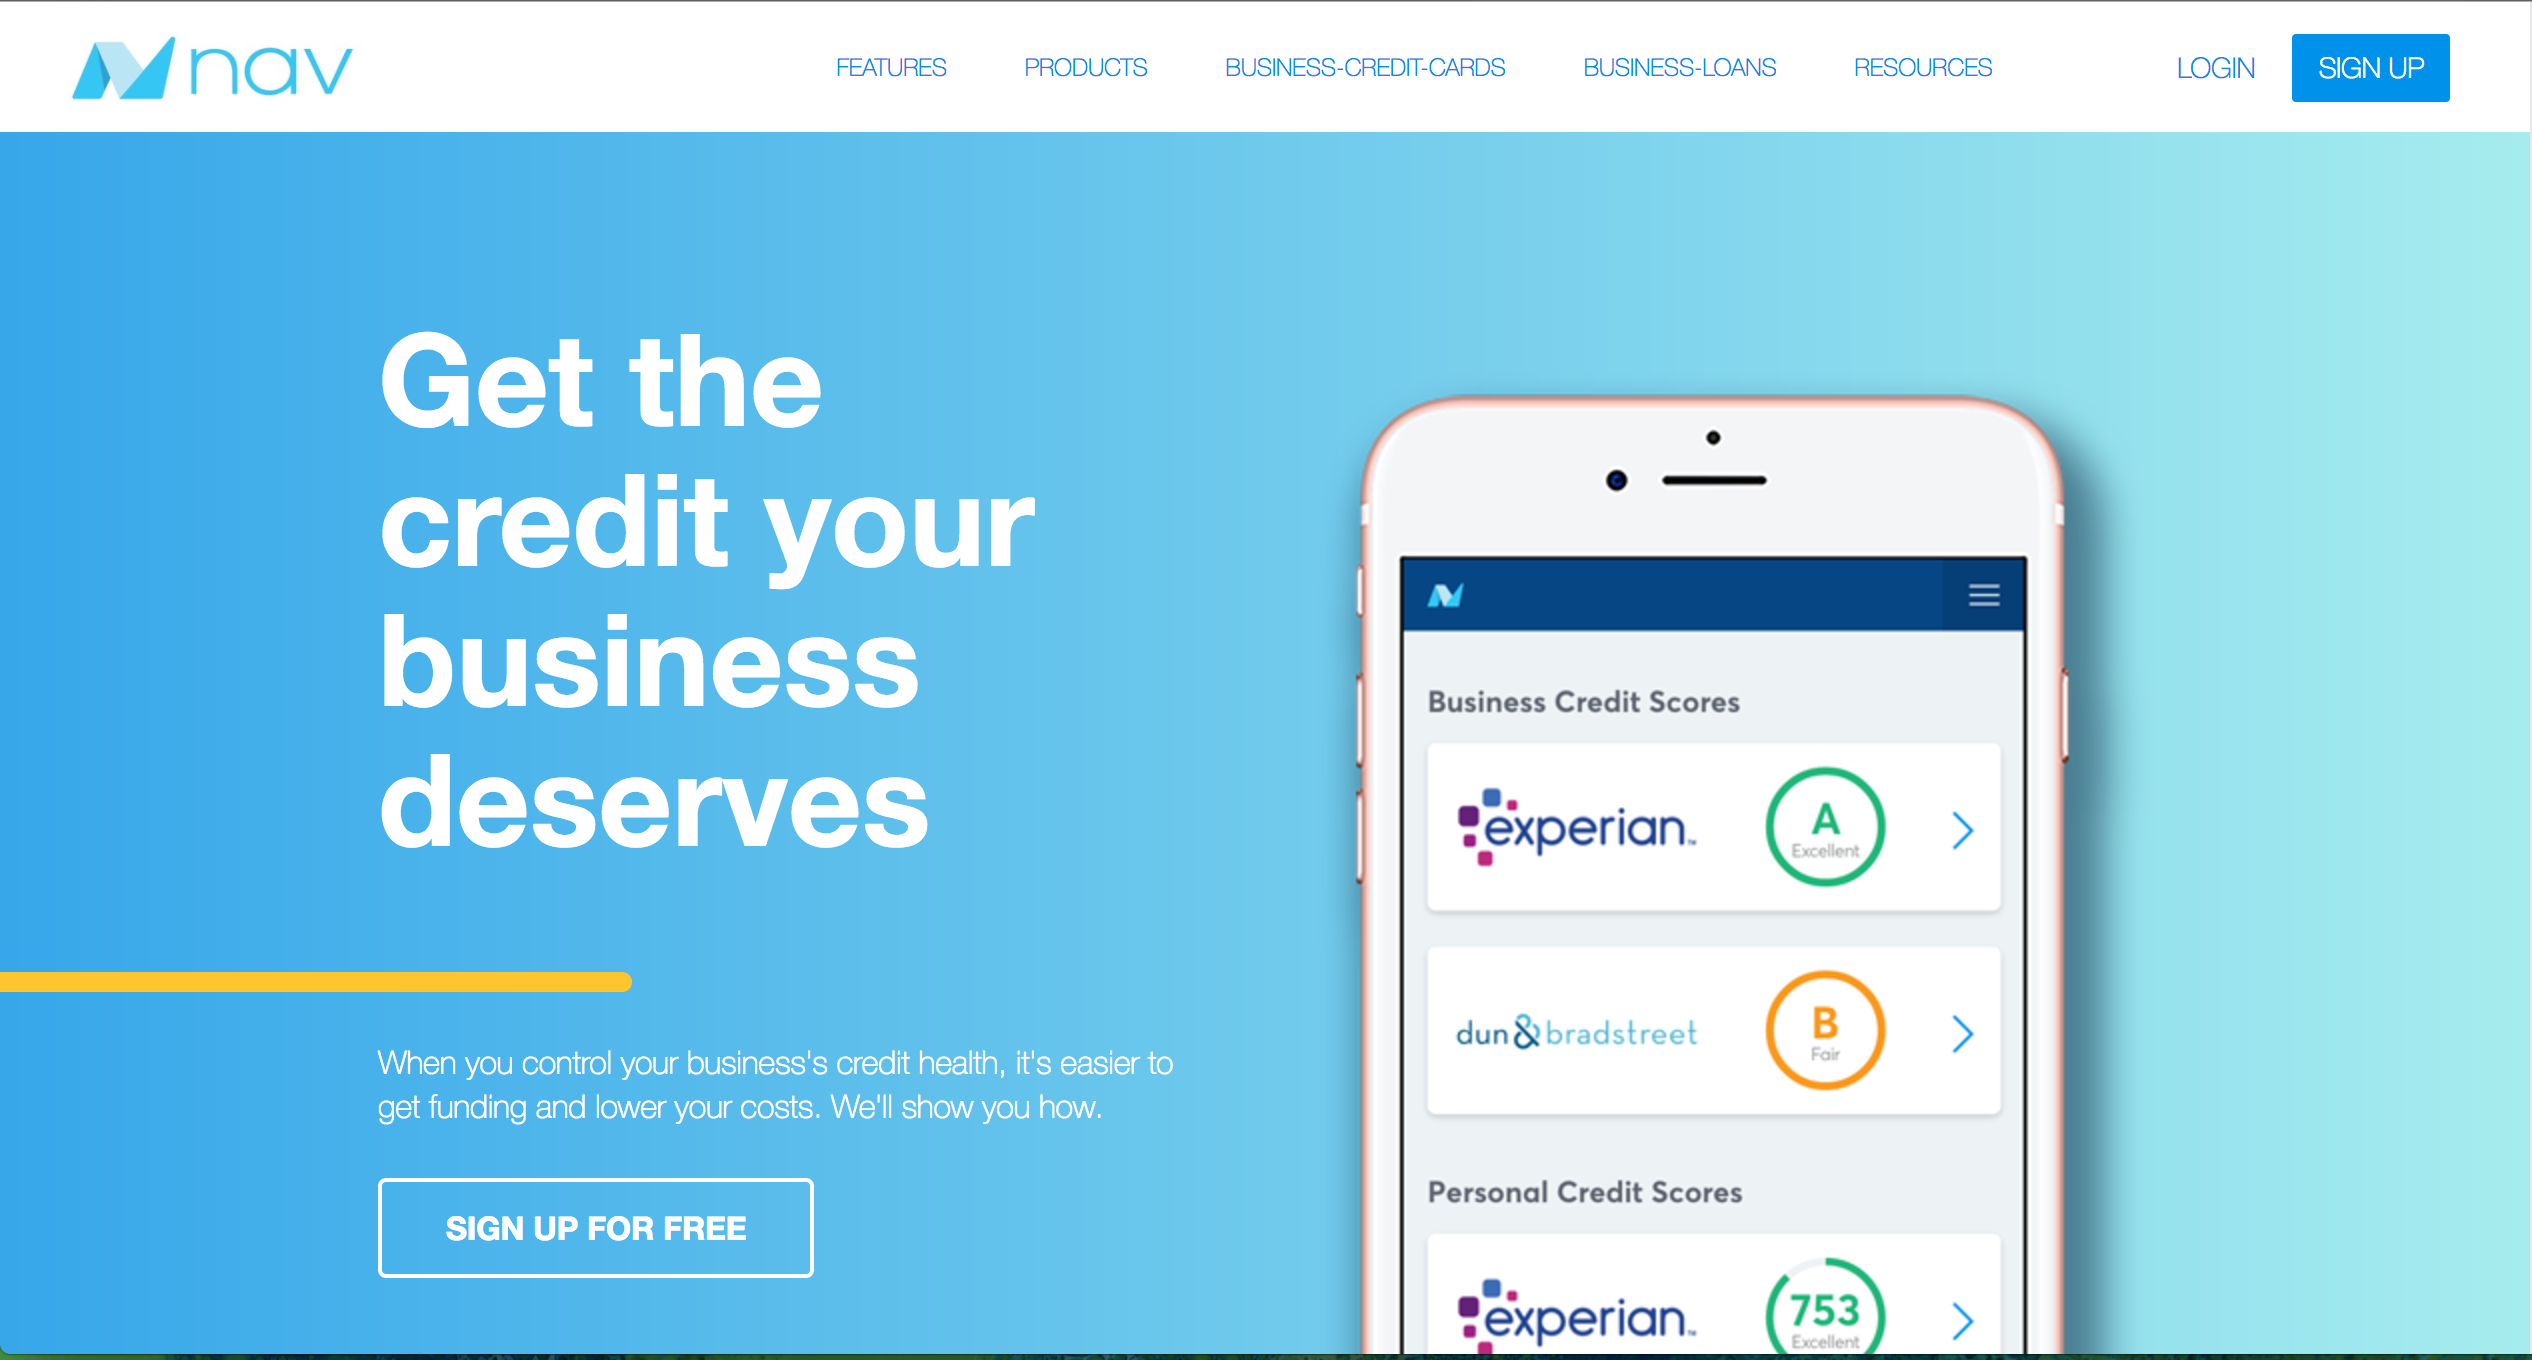 nav
FEATURES
PRODUCTS
BUSINESS-CREDIT-CARDS
BUSINESS-LOANS
RESOURCES
LOGIN
SIGN UP
Get the
credit your
business
deserves
When you control your business's credit health, it's easier to
get funding and lower your costs. We'll show you how.
SIGN UP FOR FREE
Business Credit Scores
experian™
A
Excellent
dun & bradstreet
B
Fair
Personal Credit Scores
experian™
753
Excellent